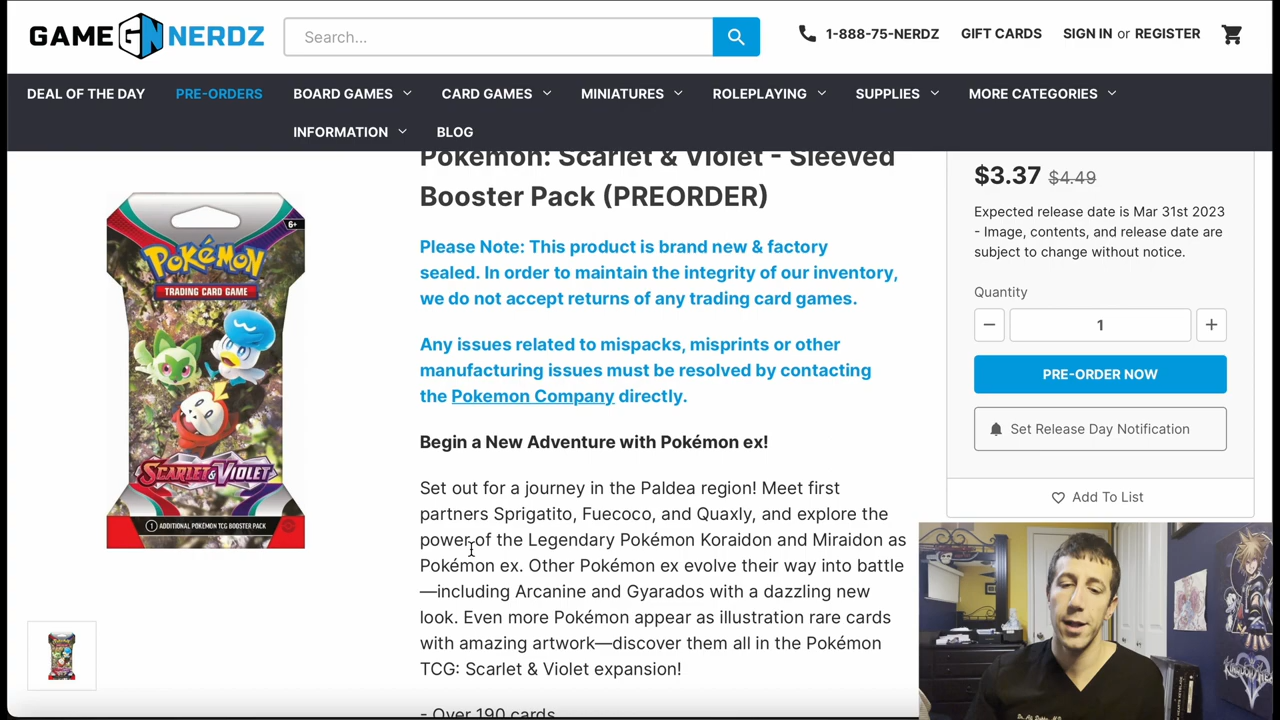 GAME NERDZ
Search...
1-888-75-NERDZ
GIFT CARDS
SIGN IN or REGISTER
DEAL OF THE DAY
PRE-ORDERS
BOARD GAMES
CARD GAMES
MINIATURES
ROLEPLAYING
SUPPLIES
MORE CATEGORIES
INFORMATION
BLOG
Pokemon: Scarlet & Violet - Sleeved
Booster Pack (PREORDER)
Please Note: This product is brand new & factory
sealed. In order to maintain the integrity of our inventory,
we do not accept returns of any trading card games.
Any issues related to mispacks, misprints or other
manufacturing issues must be resolved by contacting
the Pokemon Company directly.
Begin a New Adventure with Pokémon ex!
Set out for a journey in the Paldea region! Meet first
partners Sprigatito, Fuecoco, and Quaxly, and explore the
power of the Legendary Pokémon Koraidon and Miraidon as
Pokémon ex. Other Pokémon ex evolve their way into battle
—including Arcanine and Gyarados with a dazzling new
look. Even more Pokémon appear as illustration rare cards
with amazing artwork—discover them all in the Pokémon
TCG: Scarlet & Violet expansion!
- Over 190 cards
$3.37 $4.49
Expected release date is Mar 31st 2023
- Image, contents, and release date are
subject to change without notice.
Quantity
1
PRE-ORDER NOW
Set Release Day Notification
Add To List
6+
POKéMON
TRADING CARD GAME
SCARLET & VIOLET
1 ADDITIONAL POKÉMON TCG BOOSTER PACK